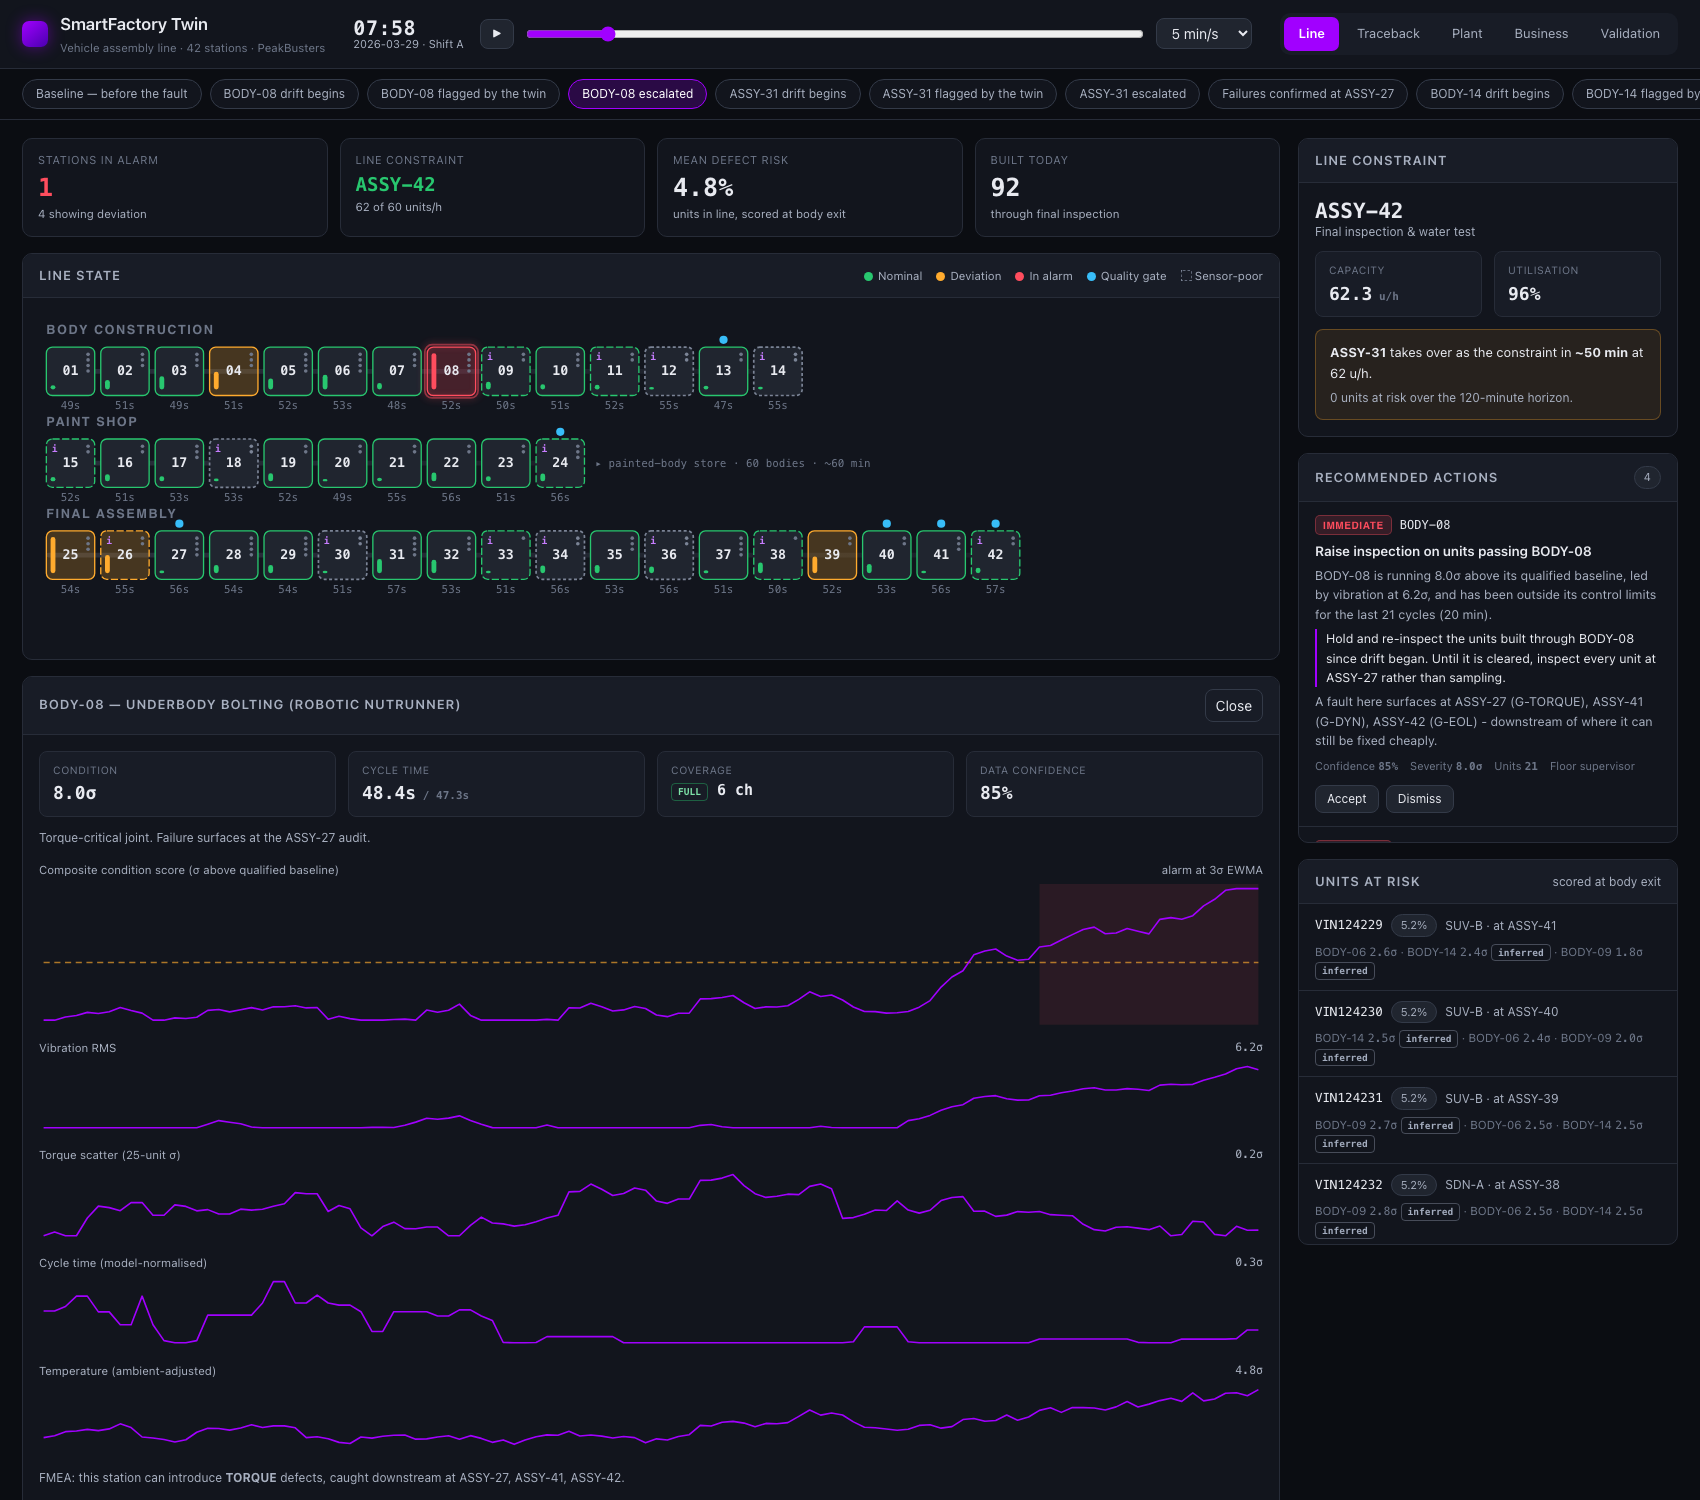 SmartFactory Twin
Vehicle assembly line · 42 stations · PeakBusters
07:58
2026-03-29 · Shift A
5 min/s
Line
Traceback
Plant
Business
Validation
Baseline — before the fault
BODY-08 drift begins
BODY-08 flagged by the twin
BODY-08 escalated
ASSY-31 drift begins
ASSY-31 flagged by the twin
ASSY-31 escalated
Failures confirmed at ASSY-27
BODY-14 drift begins
BODY-14 flagged by
STATIONS IN ALARM
1
4 showing deviation
LINE CONSTRAINT
ASSY-42
62 of 60 units/h
MEAN DEFECT RISK
4.8%
units in line, scored at body exit
BUILT TODAY
92
through final inspection
LINE STATE
Nominal
Deviation
In alarm
Quality gate
Sensor-poor
BODY CONSTRUCTION
01 02 03 04 05 06 07 08 i 09 10 i 11 i 12 13 i 14
49s 51s 49s 51s 52s 53s 48s 52s 50s 51s 52s 55s 47s 55s
PAINT SHOP
i 15 16 17 i 18 19 20 21 22 23 i 24
▸ painted-body store · 60 bodies · ~60 min
52s 51s 53s 53s 52s 49s 55s 56s 51s 56s
FINAL ASSEMBLY
25 i 26 27 28 29 i 30 31 32 i 33 i 34 35 i 36 37 i 38 39 40 41 i 42
54s 55s 56s 54s 54s 51s 57s 53s 51s 56s 53s 56s 51s 50s 52s 53s 56s 57s
BODY-08 — UNDERBODY BOLTING (ROBOTIC NUTRUNNER)
Close
CONDITION
8.0σ
CYCLE TIME
48.4s / 47.3s
COVERAGE
FULL 6 ch
DATA CONFIDENCE
85%
Torque-critical joint. Failure surfaces at the ASSY-27 audit.
Composite condition score (σ above qualified baseline)
alarm at 3σ EWMA
Vibration RMS
6.2σ
Torque scatter (25-unit σ)
0.2σ
Cycle time (model-normalised)
0.3σ
Temperature (ambient-adjusted)
4.8σ
FMEA: this station can introduce TORQUE defects, caught downstream at ASSY-27, ASSY-41, ASSY-42.
LINE CONSTRAINT
ASSY-42
Final inspection & water test
CAPACITY
62.3 u/h
UTILISATION
96%
ASSY-31 takes over as the constraint in ~50 min at
62 u/h.
0 units at risk over the 120-minute horizon.
RECOMMENDED ACTIONS
4
IMMEDIATE BODY-08
Raise inspection on units passing BODY-08
BODY-08 is running 8.0σ above its qualified baseline, led
by vibration at 6.2σ, and has been outside its control limits
for the last 21 cycles (20 min).
Hold and re-inspect the units built through BODY-08
since drift began. Until it is cleared, inspect every unit at
ASSY-27 rather than sampling.
A fault here surfaces at ASSY-27 (G-TORQUE), ASSY-41
(G-DYN), ASSY-42 (G-EOL) - downstream of where it can
still be fixed cheaply.
Confidence 85% Severity 8.0σ Units 21 Floor supervisor
Accept
Dismiss
UNITS AT RISK
scored at body exit
VIN124229 5.2% SUV-B · at ASSY-41
BODY-06 2.6σ · BODY-14 2.4σ inferred · BODY-09 1.8σ
inferred
VIN124230 5.2% SUV-B · at ASSY-40
BODY-14 2.5σ inferred · BODY-06 2.4σ · BODY-09 2.0σ
inferred
VIN124231 5.2% SUV-B · at ASSY-39
BODY-09 2.7σ inferred · BODY-06 2.5σ · BODY-14 2.5σ
inferred
VIN124232 5.2% SDN-A · at ASSY-38
BODY-09 2.8σ inferred · BODY-06 2.5σ · BODY-14 2.5σ
inferred